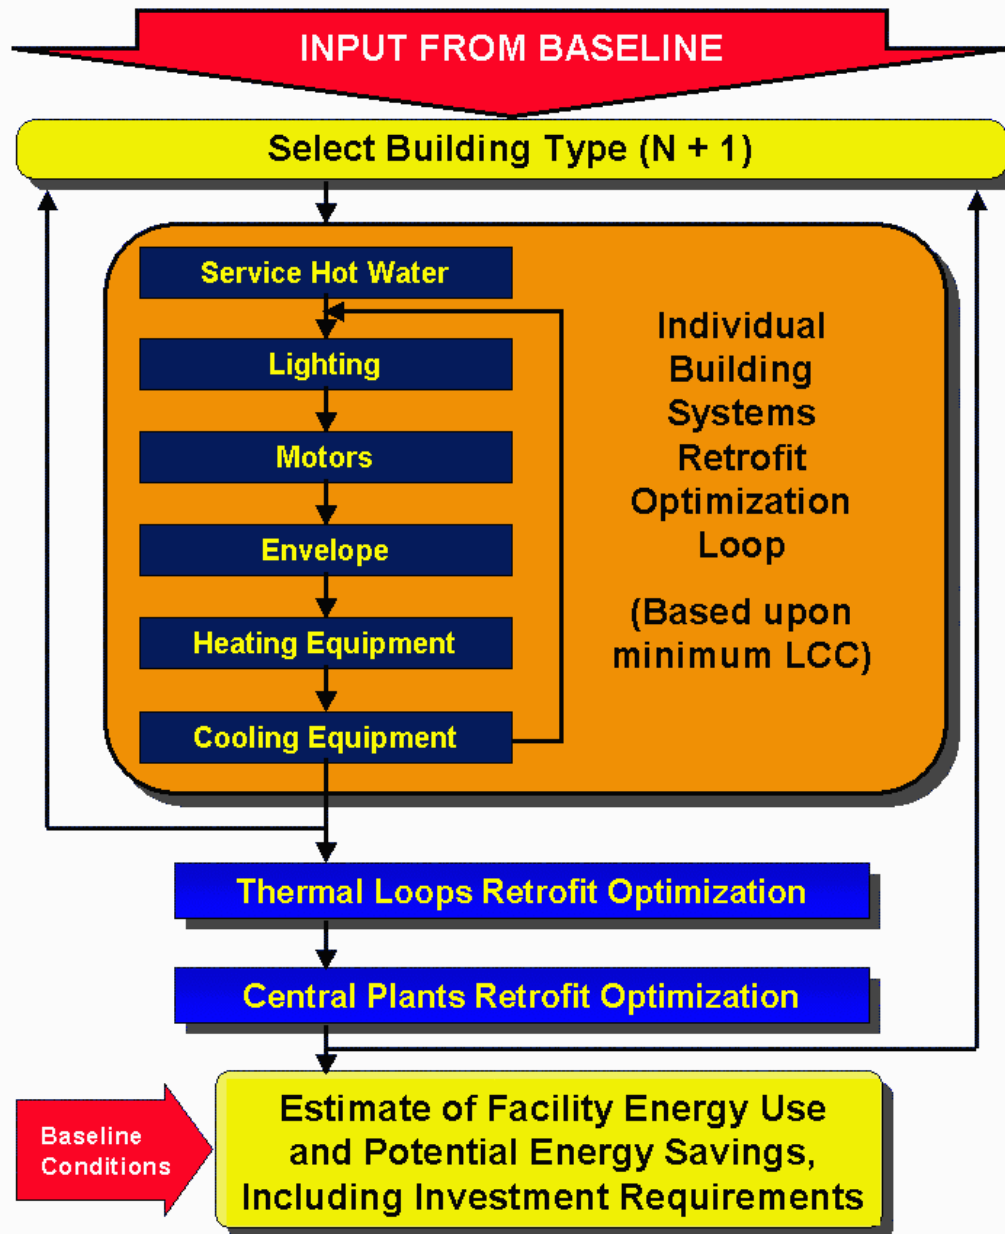 INPUT FROM BASELINE
Select Building Type (N + 1)
Service Hot Water
Lighting
Motors
Envelope
Heating Equipment
Cooling Equipment
Individual
Building
Systems
Retrofit
Optimization
Loop
(Based upon
minimum LCC)
Thermal Loops Retrofit Optimization
Central Plants Retrofit Optimization
Baseline
Conditions
Estimate of Facility Energy Use
and Potential Energy Savings,
Including Investment Requirements